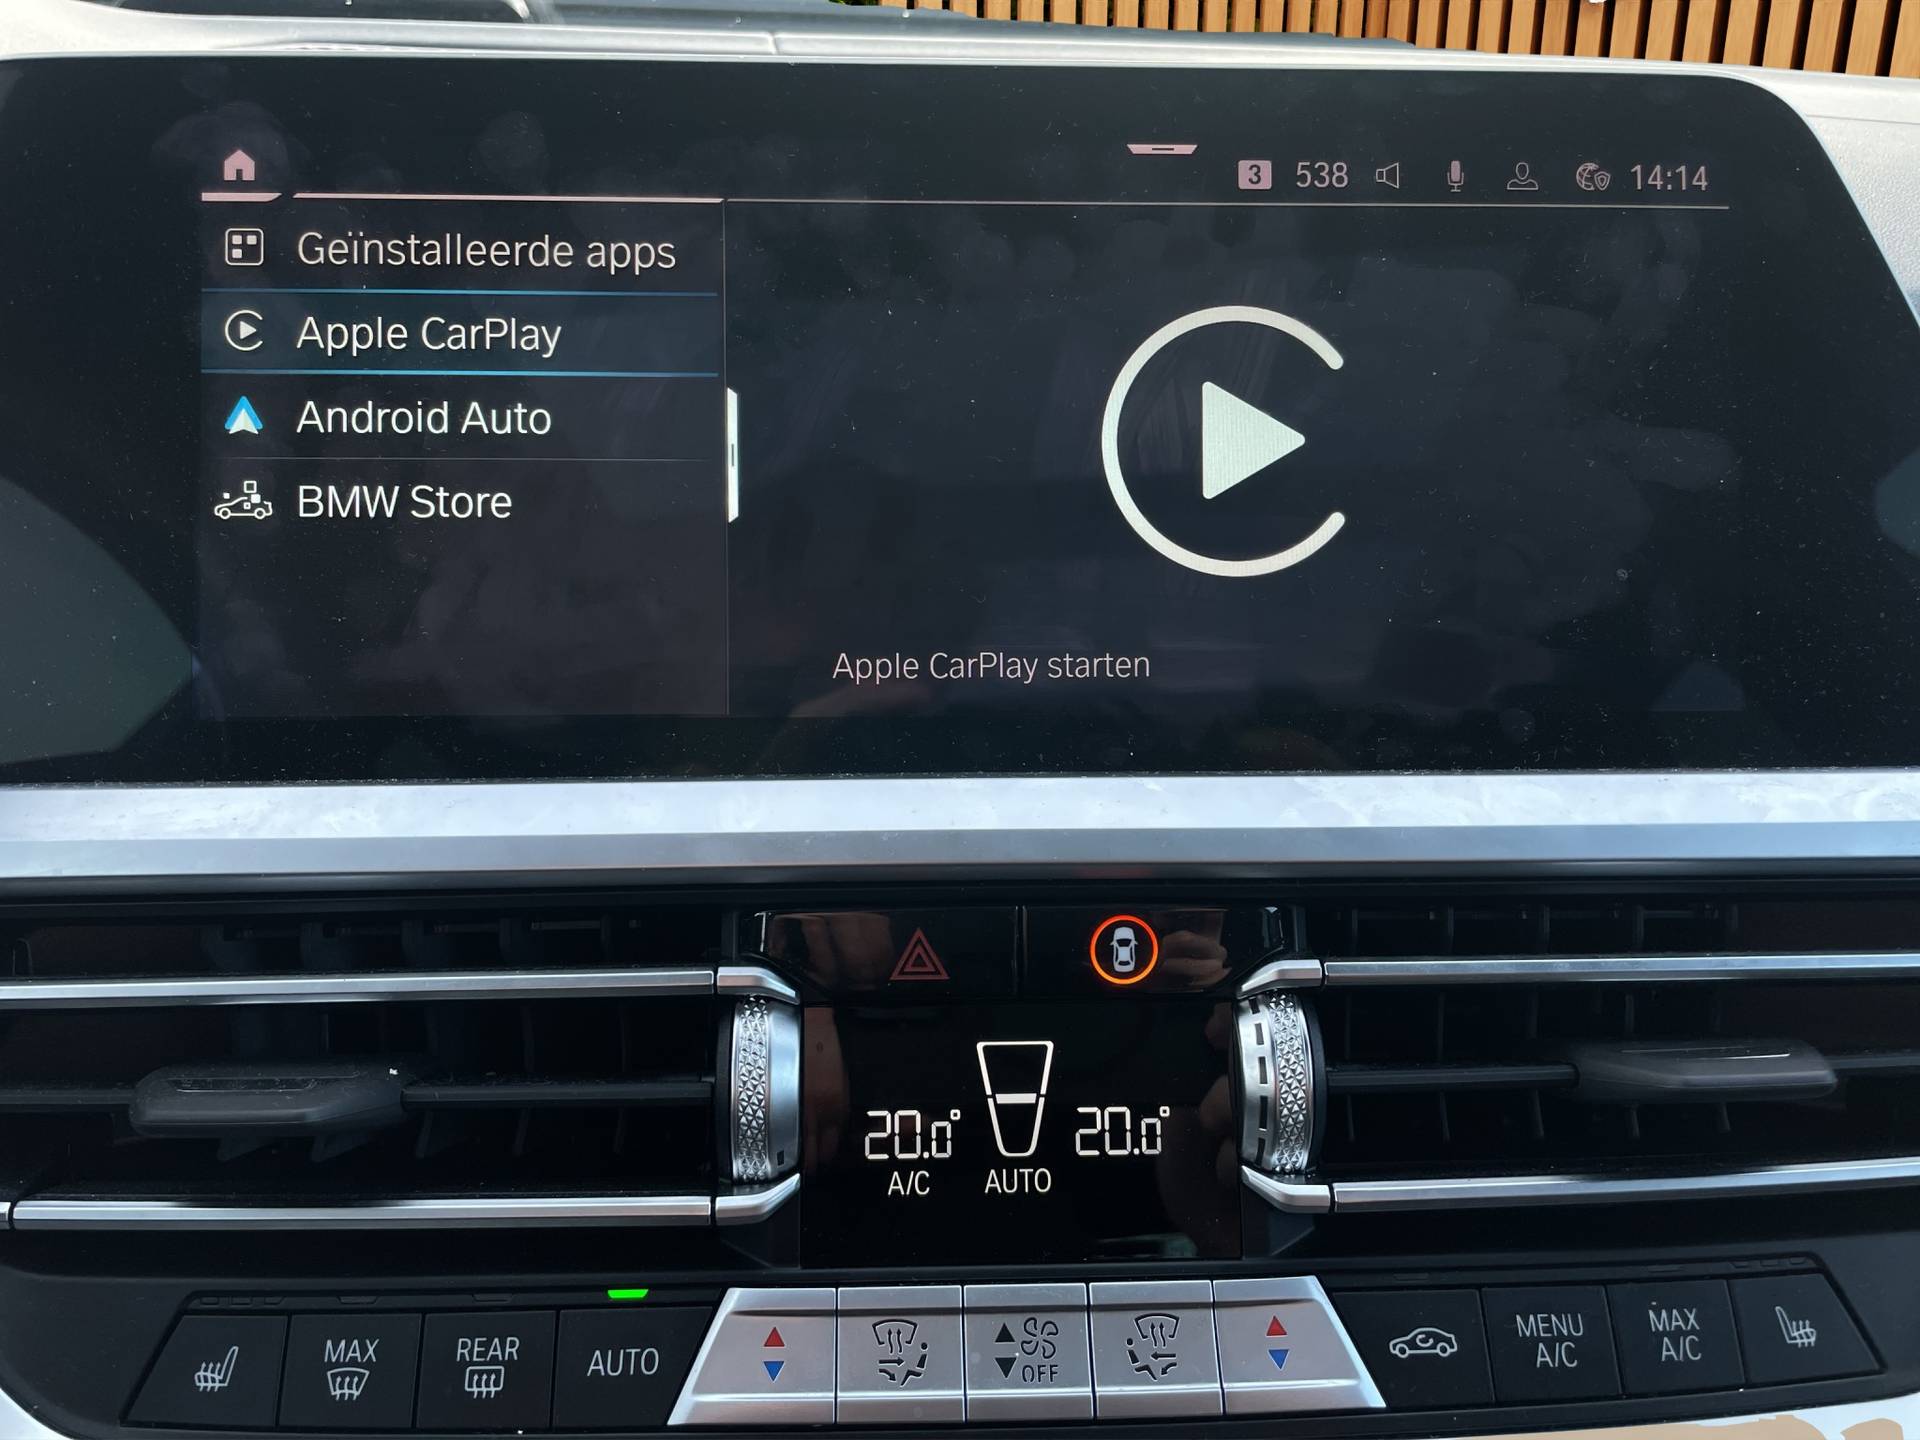 3 538 14:14
Geïnstalleerde apps
Apple CarPlay
Android Auto
BMW Store
Apple CarPlay starten
20.0° 20.0°
A/C AUTO
MAX
REAR
AUTO
OFF
MENU
A/C
MAX
A/C